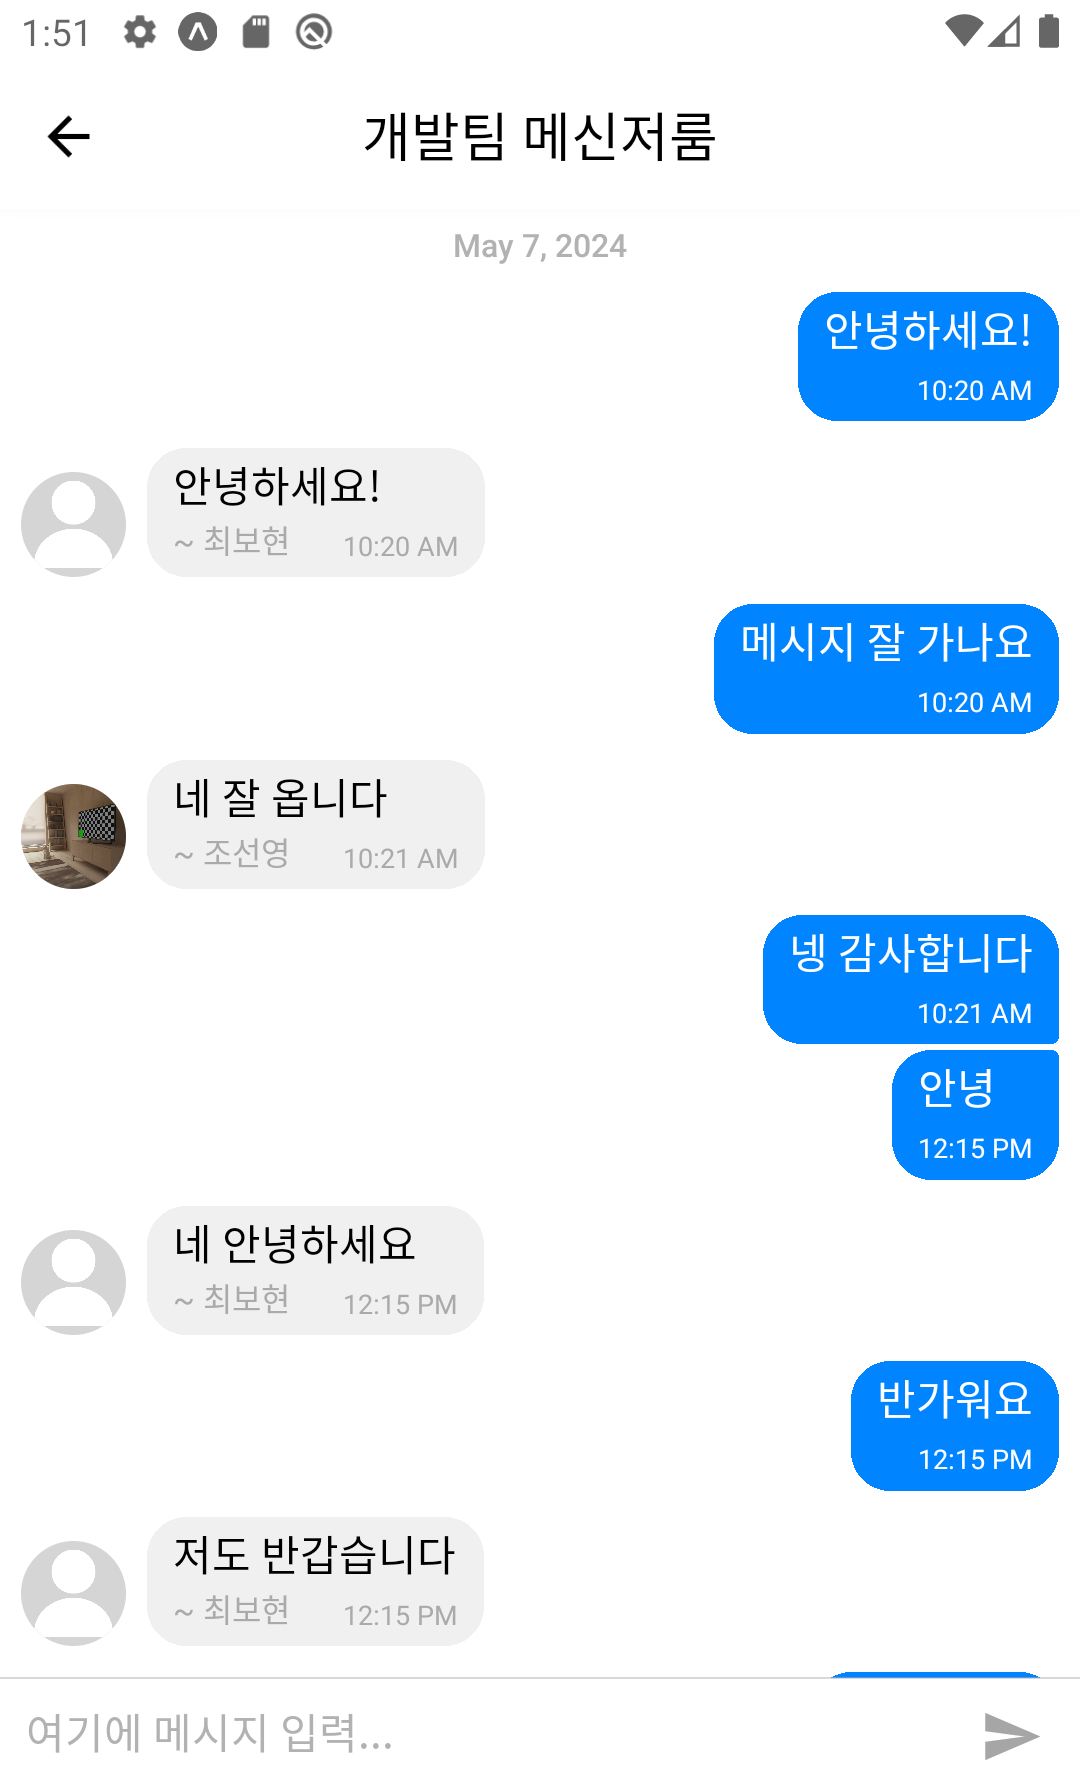 1:51
개발팀 메신저룸
May 7, 2024
안녕하세요!
10:20 AM
안녕하세요!
~ 최보현 10:20 AM
메시지 잘 가나요
10:20 AM
네 잘 옵니다
~ 조선영 10:21 AM
넹 감사합니다
10:21 AM
안녕
12:15 PM
네 안녕하세요
~ 최보현 12:15 PM
반가워요
12:15 PM
저도 반갑습니다
~ 최보현 12:15 PM
여기에 메시지 입력...